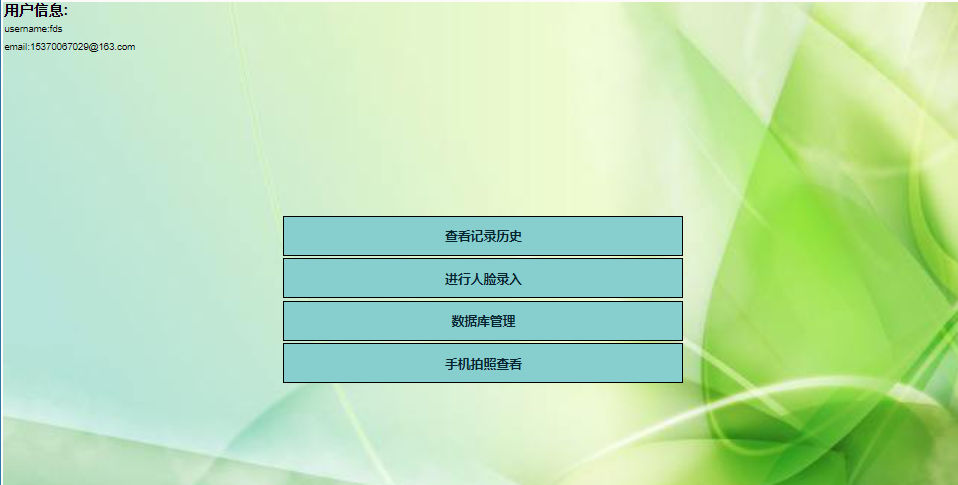 用户信息:
username:fds
email:15370067029@163.com
查看记录历史
进行人脸录入
数据库管理
手机拍照查看